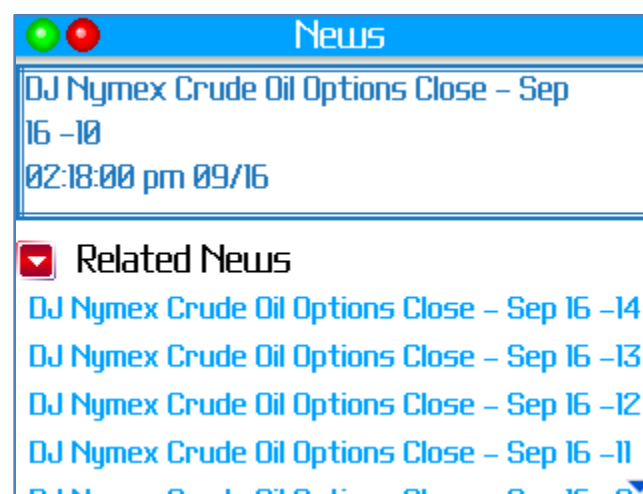 News
DJ Nymex Crude Oil Options Close – Sep
16 –10
02:18:00 pm 09/16
Related News
DJ Nymex Crude Oil Options Close – Sep 16 –14
DJ Nymex Crude Oil Options Close – Sep 16 –13
DJ Nymex Crude Oil Options Close – Sep 16 –12
DJ Nymex Crude Oil Options Close – Sep 16 –11